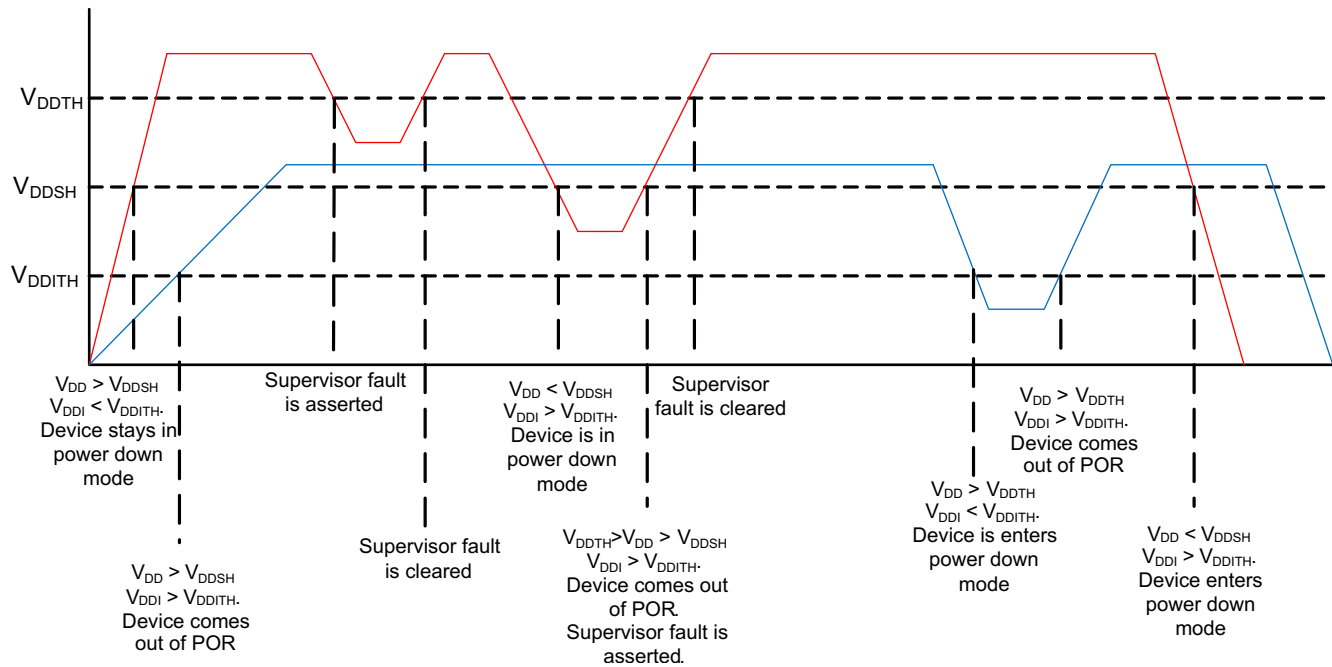 VDDTH
VDDSH
VDDITH
VDD > VDDSH
VDDI < VDDITH.
Device stays in
power down
mode
VDD > VDDSH
VDDI > VDDITH.
Device comes
out of POR
Supervisor fault
is asserted
Supervisor fault
is cleared
VDD < VDDSH
VDDI > VDDITH.
Device is in
power down
mode
VDDTH>VDD > VDDSH
VDDI > VDDITH.
Device comes out
of POR.
Supervisor fault is
asserted.
Supervisor
fault is cleared
VDD > VDDTH
VDDI < VDDITH.
Device is enters
power down
mode
VDD > VDDTH
VDDI > VDDITH.
Device comes
out of POR
VDD < VDDSH
VDDI > VDDITH.
Device enters
power down
mode